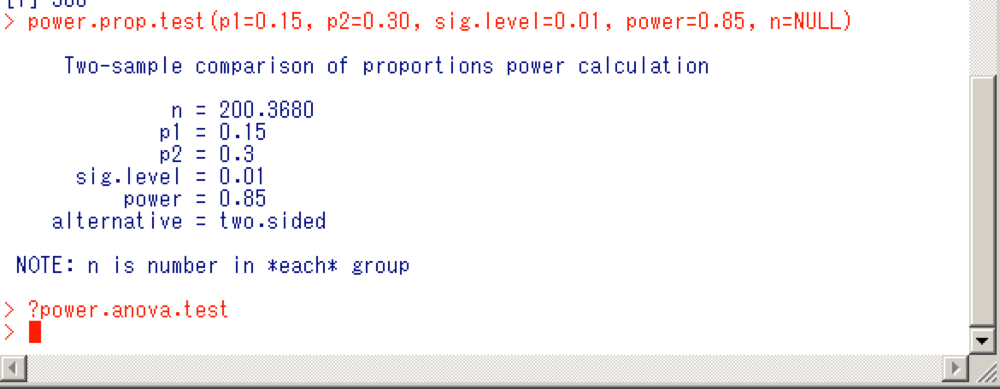 > power.prop.test(p1=0.15, p2=0.30, sig.level=0.01, power=0.85, n=NULL)
Two-sample comparison of proportions power calculation
n = 200.3680
p1 = 0.15
p2 = 0.3
sig.level = 0.01
power = 0.85
alternative = two.sided
NOTE: n is number in *each* group
> ?power.anova.test
>